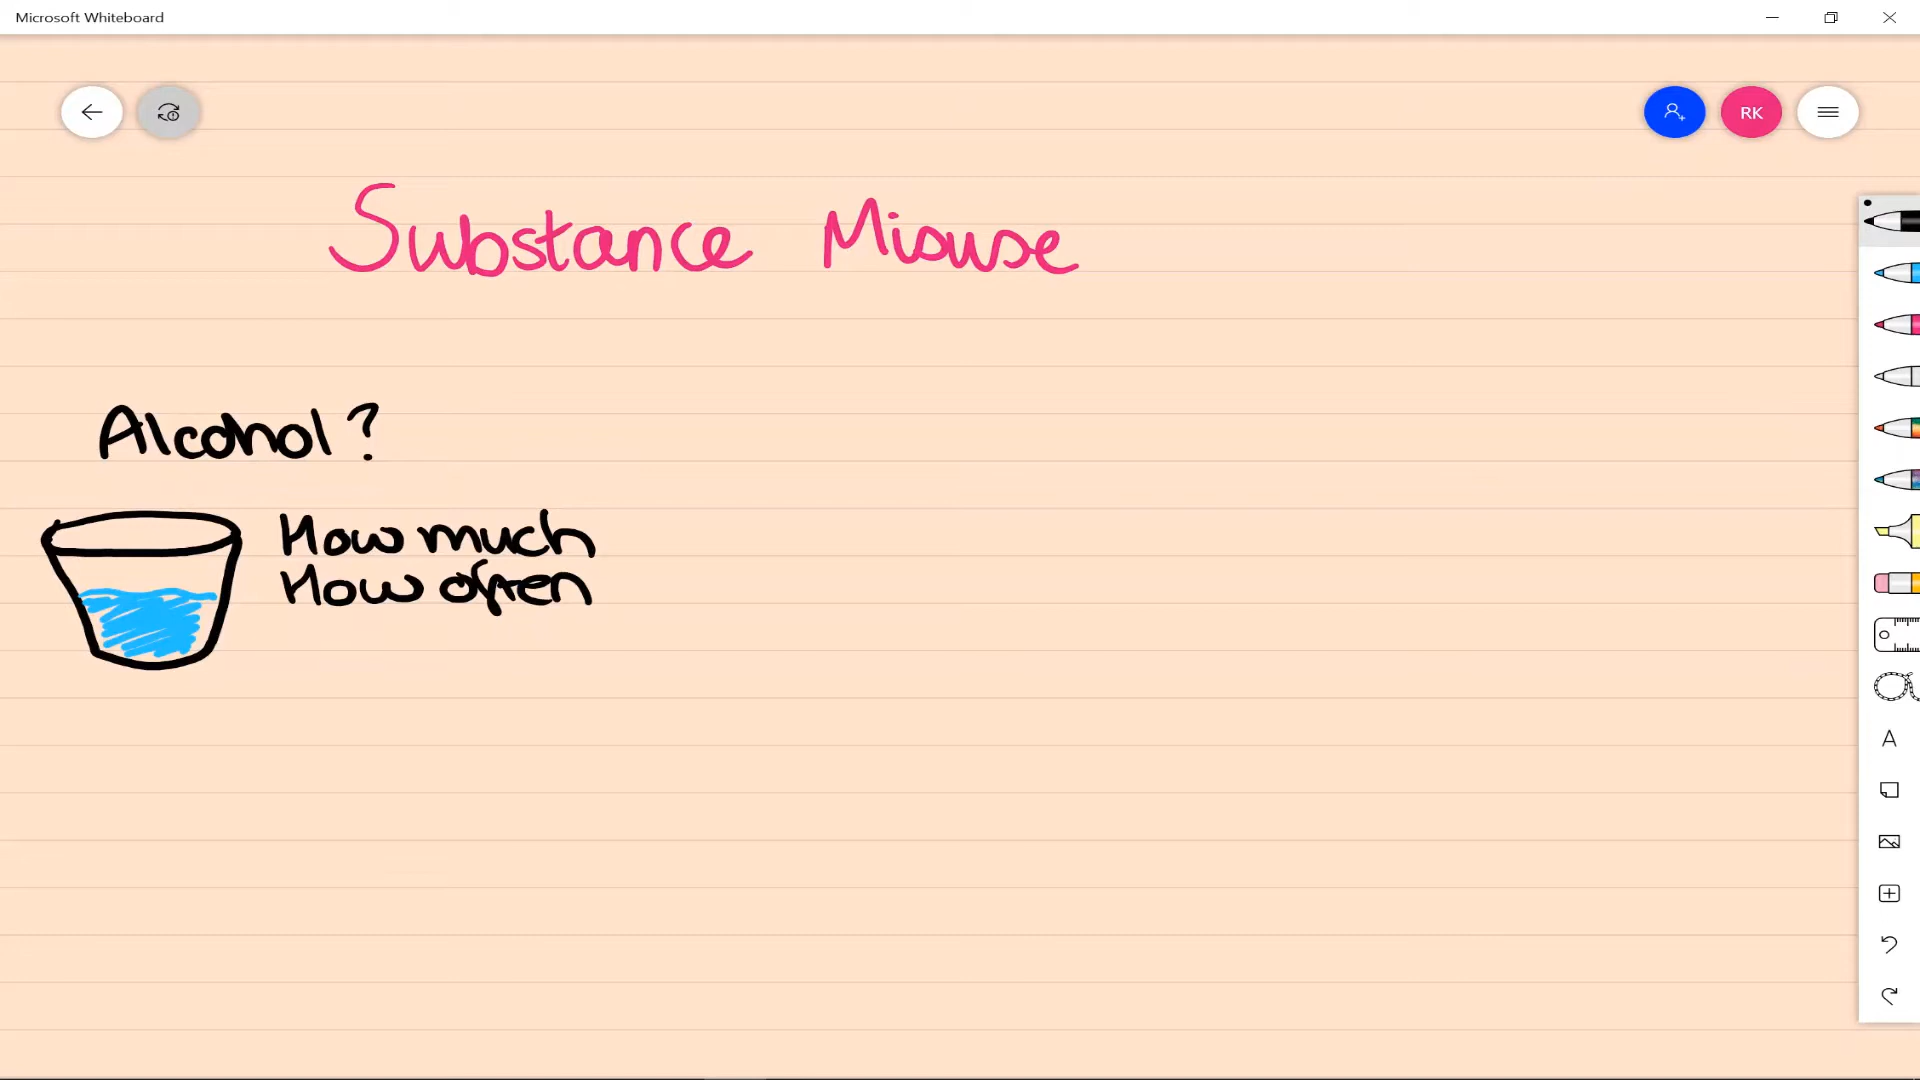 Microsoft Whiteboard
RK
Substance Misuse
Alcohol?
How much
How often
A